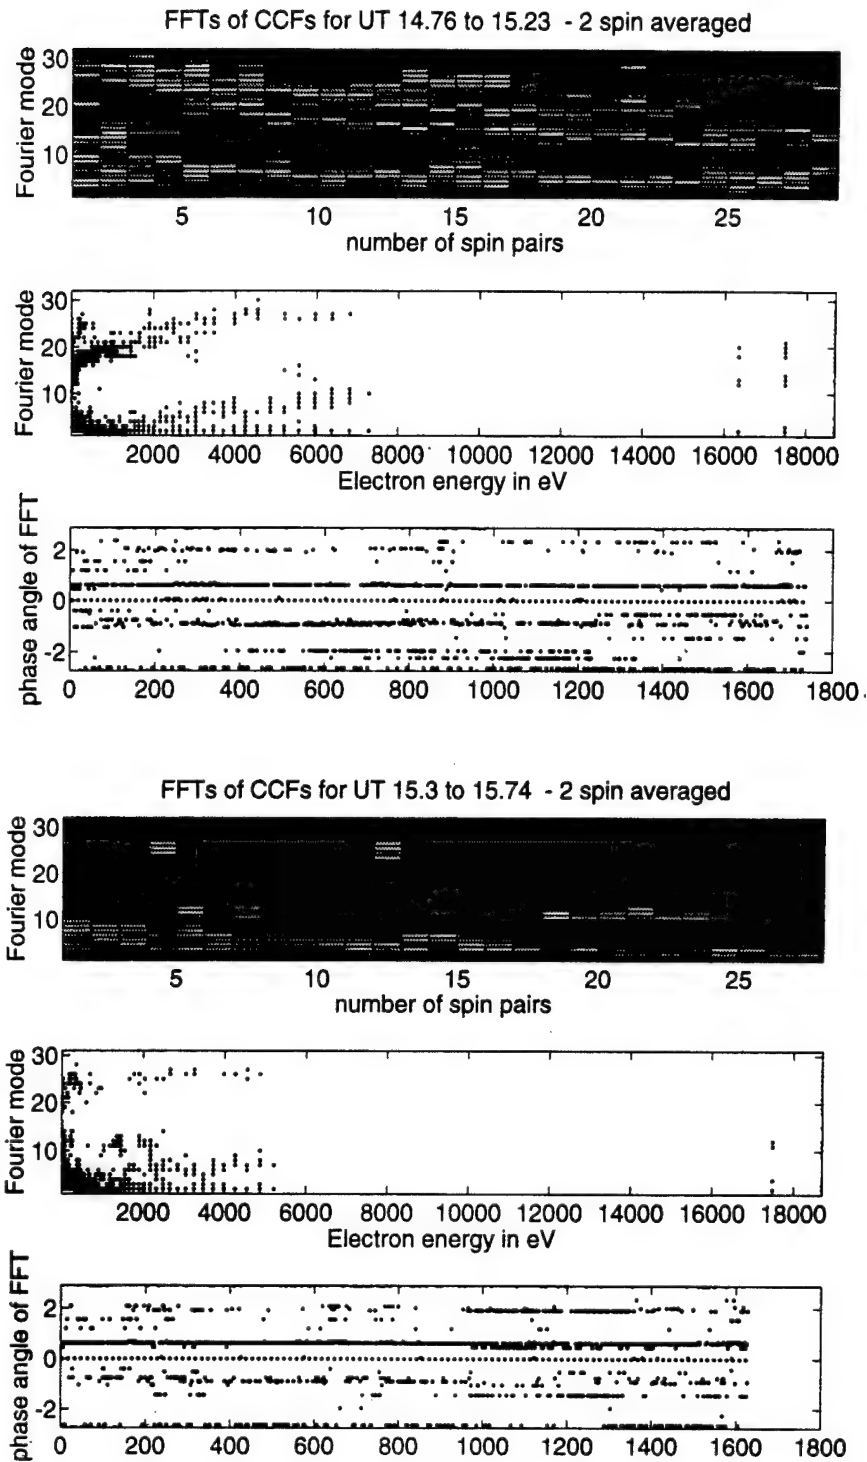 FFTs of CCFs for UT 14.76 to 15.23 - 2 spin averaged
Fourier mode
30
20
10
5 10 15 20 25
number of spin pairs
Fourier mode
30
20
10
2000 4000 6000 8000 10000 12000 14000 16000 18000
Electron energy in eV
phase angle of FFT
2
0
-2
0 200 400 600 800 1000 1200 1400 1600 1800
FFTs of CCFs for UT 15.3 to 15.74 - 2 spin averaged
Fourier mode
30
20
10
5 10 15 20 25
number of spin pairs
Fourier mode
30
20
10
2000 4000 6000 8000 10000 12000 14000 16000 18000
Electron energy in eV
phase angle of FFT
2
0
-2
0 200 400 600 800 1000 1200 1400 1600 1800